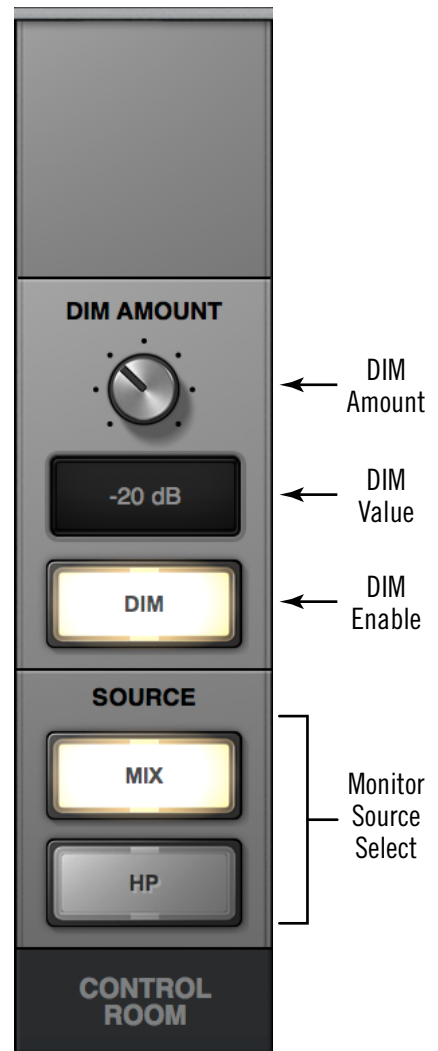 DIM AMOUNT
DIM
Amount
-20 dB
DIM
Value
DIM
DIM
Enable
SOURCE
MIX
HP
Monitor
Source
Select
CONTROL
ROOM